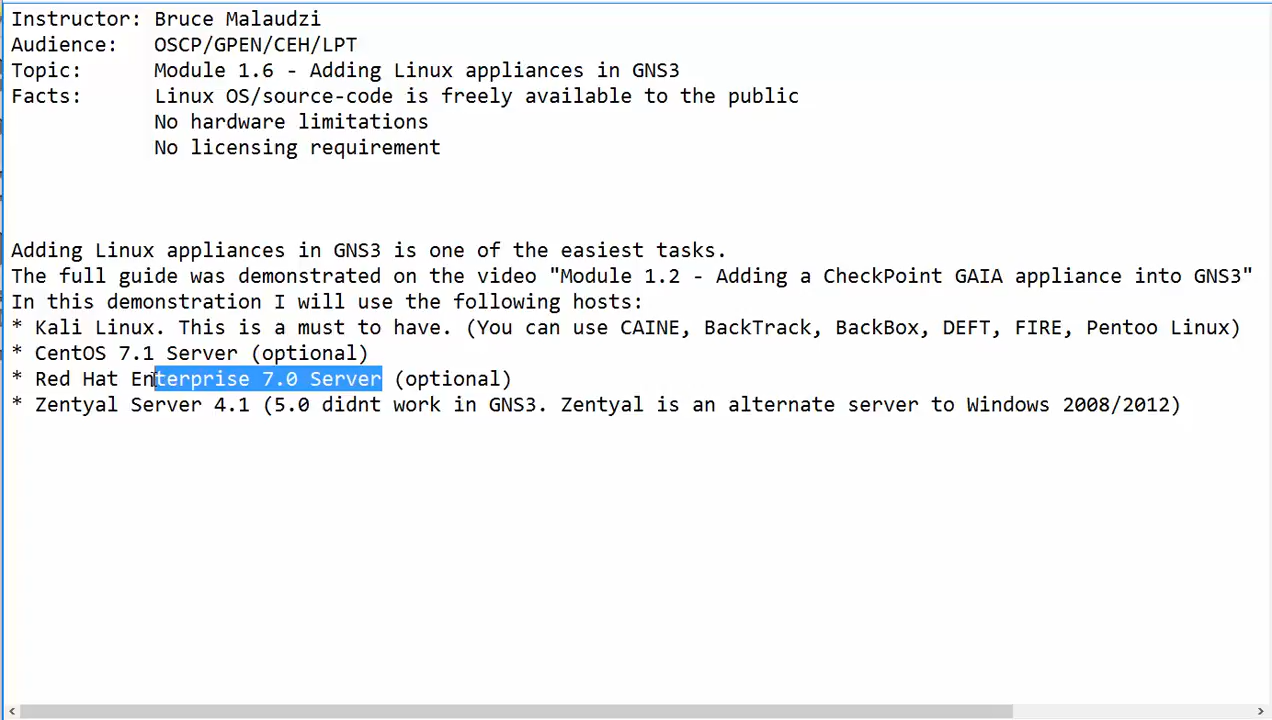 Instructor: Bruce Malaudzi
Audience: OSCP/GPEN/CEH/LPT
Topic: Module 1.6 - Adding Linux appliances in GNS3
Facts: Linux OS/source-code is freely available to the public
No hardware limitations
No licensing requirement
Adding Linux appliances in GNS3 is one of the easiest tasks.
The full guide was demonstrated on the video "Module 1.2 - Adding a CheckPoint GAIA appliance into GNS3"
In this demonstration I will use the following hosts:
* Kali Linux. This is a must to have. (You can use CAINE, BackTrack, BackBox, DEFT, FIRE, Pentoo Linux)
* CentOS 7.1 Server (optional)
* Red Hat Enterprise 7.0 Server (optional)
* Zentyal Server 4.1 (5.0 didnt work in GNS3. Zentyal is an alternate server to Windows 2008/2012)